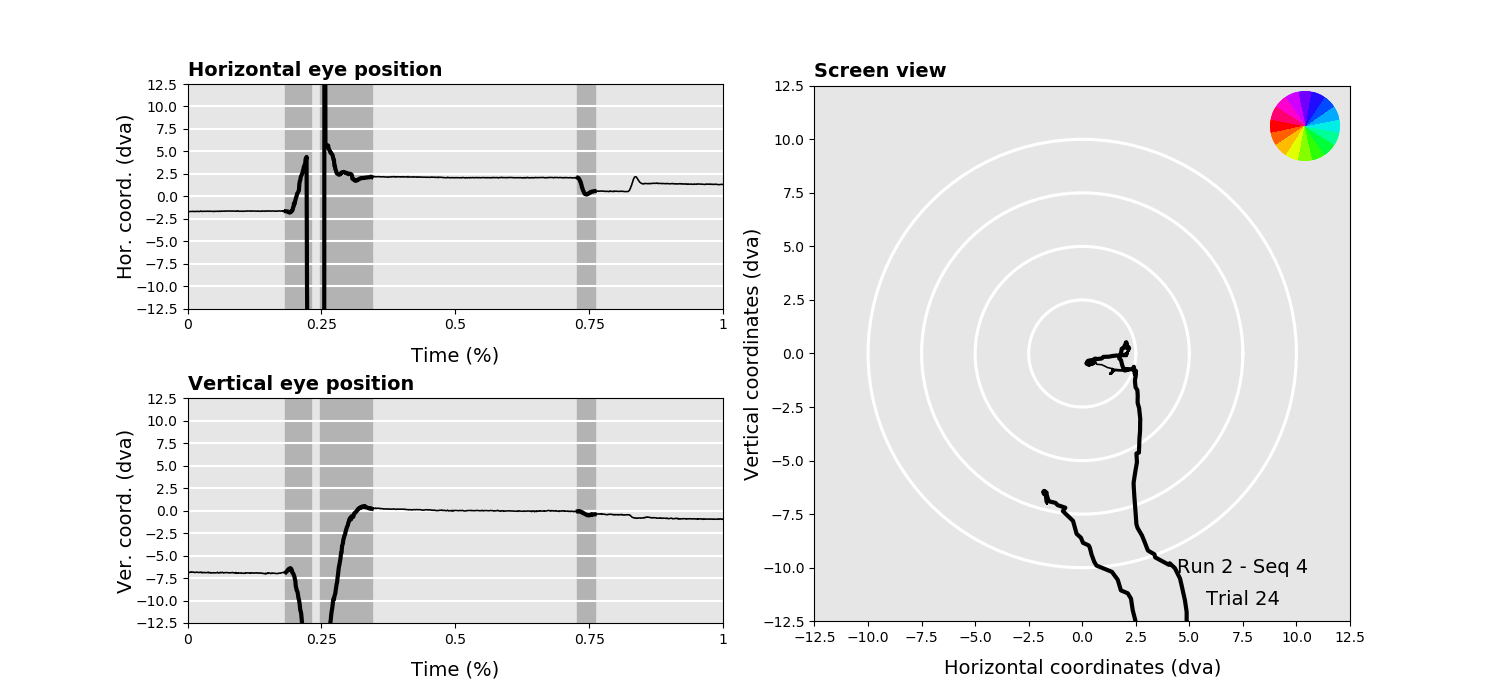 Horizontal eye position
Hor. coord. (dva)
12.5
10.0
7.5
5.0
2.5
0.0
−2.5
−5.0
−7.5
−10.0
−12.5
0 0.25 0.5 0.75 1
Time (%)
Vertical eye position
Ver. coord. (dva)
12.5
10.0
7.5
5.0
2.5
0.0
−2.5
−5.0
−7.5
−10.0
−12.5
0 0.25 0.5 0.75 1
Time (%)
Screen view
Vertical coordinates (dva)
12.5
10.0
7.5
5.0
2.5
0.0
−2.5
−5.0
−7.5
−10.0
−12.5
Run 2 - Seq 4
Trial 24
−12.5 −10.0 −7.5 −5.0 −2.5 0.0 2.5 5.0 7.5 10.0 12.5
Horizontal coordinates (dva)